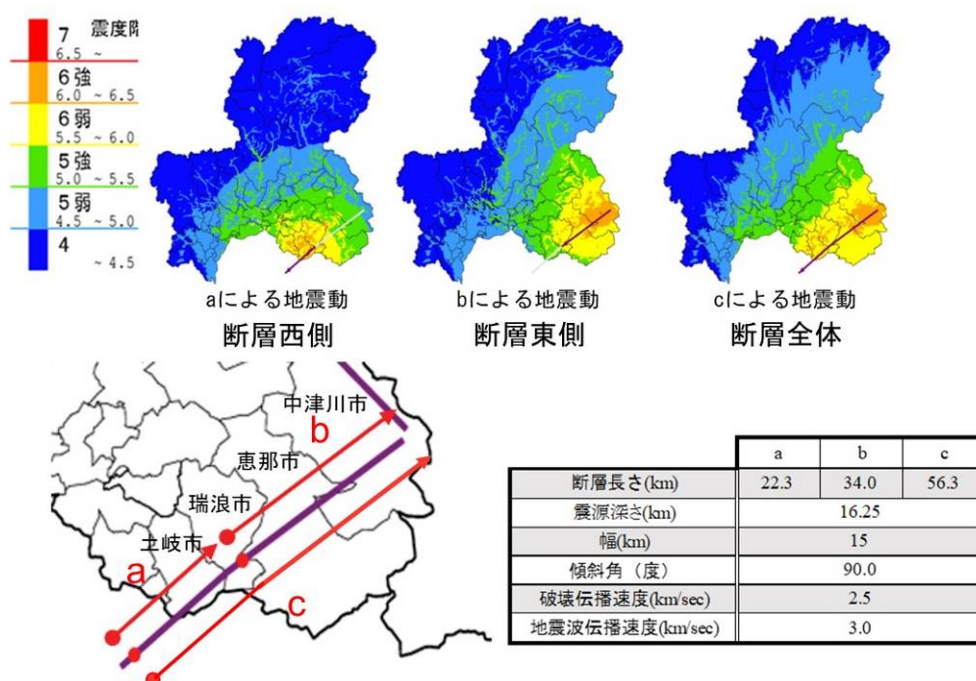 7 震度階
6.5 ~
6強
6.0 ~ 6.5
6弱
5.5 ~ 6.0
5強
5.0 ~ 5.5
5弱
4.5 ~ 5.0
4
~ 4.5
aによる地震動
断層西側
bによる地震動
断層東側
cによる地震動
断層全体
中津川市
b
恵那市
瑞浪市
土岐市
a
c
a b c
断層長さ(km) 22.3 34.0 56.3
震源深さ(km) 16.25
幅(km) 15
傾斜角（度） 90.0
破壊伝播速度(km/sec) 2.5
地震波伝播速度(km/sec) 3.0